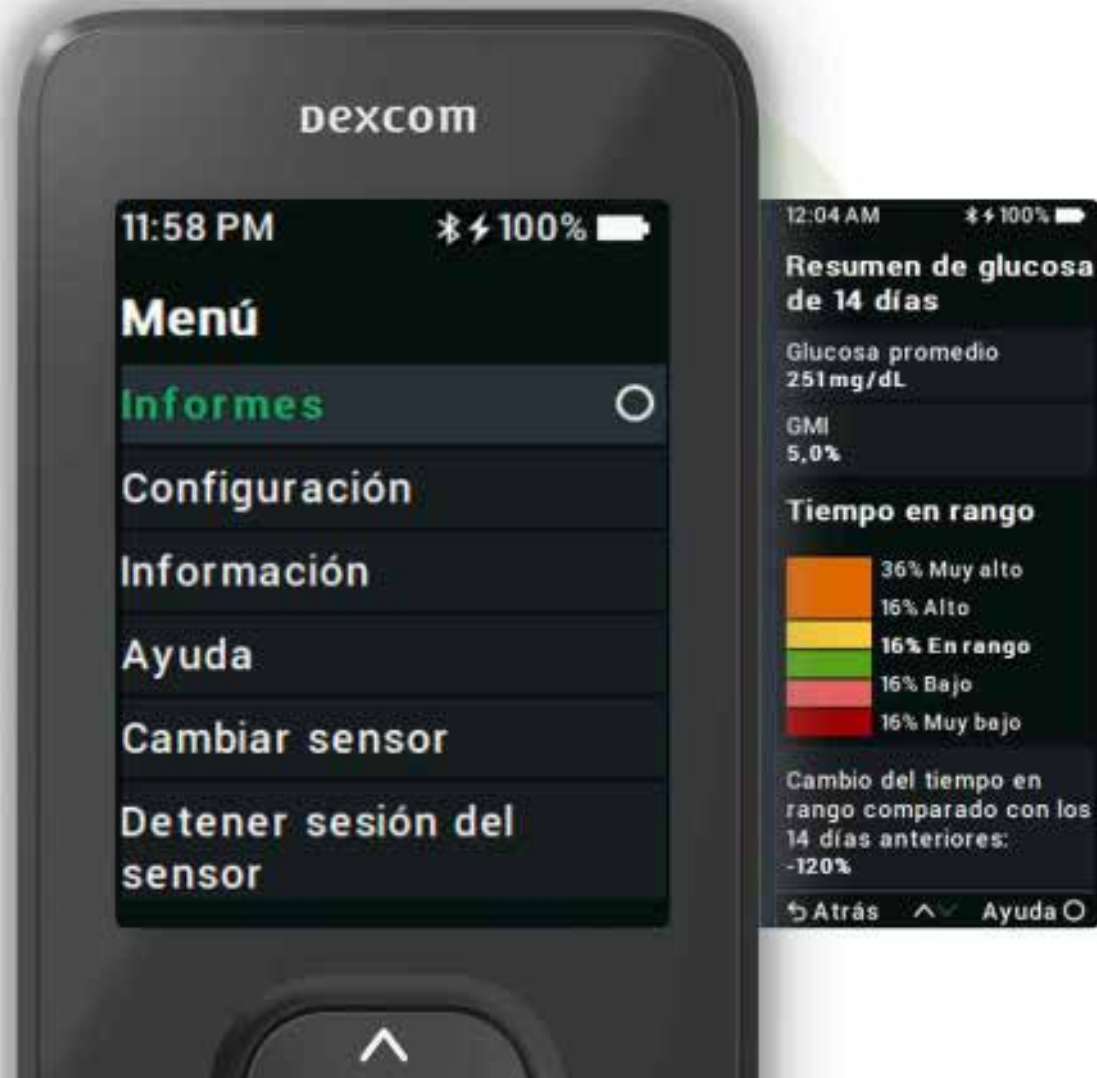 Dexcom
11:58 PM 100%
Menú
Informes
Configuración
Información
Ayuda
Cambiar sensor
Detener sesión del
sensor
12:04 AM 100%
Resumen de glucosa
de 14 días
Glucosa promedio
251 mg/dL
GMI
5,0%
Tiempo en rango
36% Muy alto
16% Alto
16% En rango
16% Bajo
16% Muy bajo
Cambio del tiempo en
rango comparado con los
14 días anteriores:
-120%
Atrás Ayuda